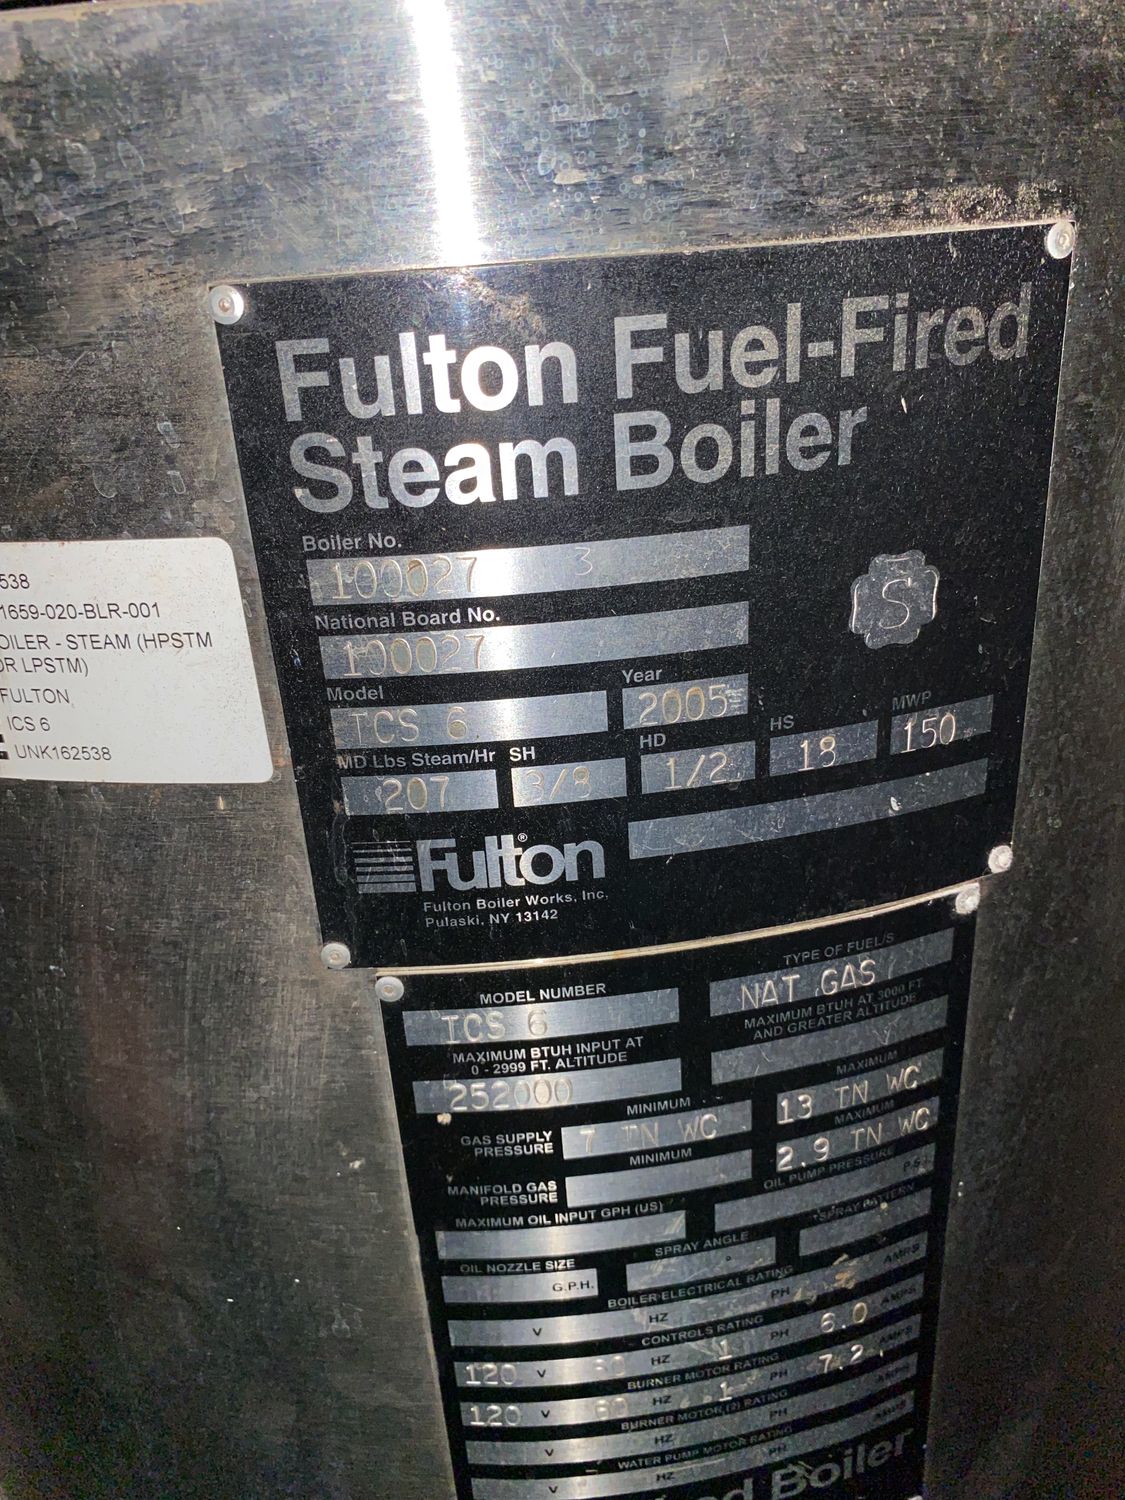 538
1659-020-BLR-001
OILER - STEAM (HPSTM
OR LPSTM)
FULTON
ICS 6
UNK162538
Fulton Fuel-Fired
Steam Boiler
Boiler No.
100027 3
National Board No.
100027
Model
ICS 6
Year
2005
MD Lbs Steam/Hr
207
SH
3/8
HD
1/2
HS
18
MWP
150
S
Fulton®
Fulton Boiler Works, Inc.
Pulaski, NY 13142
MODEL NUMBER
ICS 6
TYPE OF FUEL/S
NAT GAS
MAXIMUM BTUH INPUT AT
0 - 2999 FT. ALTITUDE
252000
MAXIMUM BTUH AT 3000 FT
AND GREATER ALTITUDE
GAS SUPPLY
PRESSURE
MINIMUM
7 IN WC
MAXIMUM
13 IN WC
MANIFOLD GAS
PRESSURE
MINIMUM
MAXIMUM
2.9 IN WC
MAXIMUM OIL INPUT GPH (US)
OIL PUMP PRESSURE
P.S.I.
OIL NOZZLE SIZE
G.P.H.
SPRAY ANGLE
°
SPRAY PATTERN
BOILER ELECTRICAL RATING
V HZ PH AMPS
CONTROLS RATING
120 V 60 HZ 1 PH 6.0 AMPS
BURNER MOTOR RATING
120 V 60 HZ 1 PH 7.2 AMPS
BURNER MOTOR (2) RATING
V HZ PH AMPS
WATER PUMP MOTOR RATING
V HZ PH AMPS
Boiler